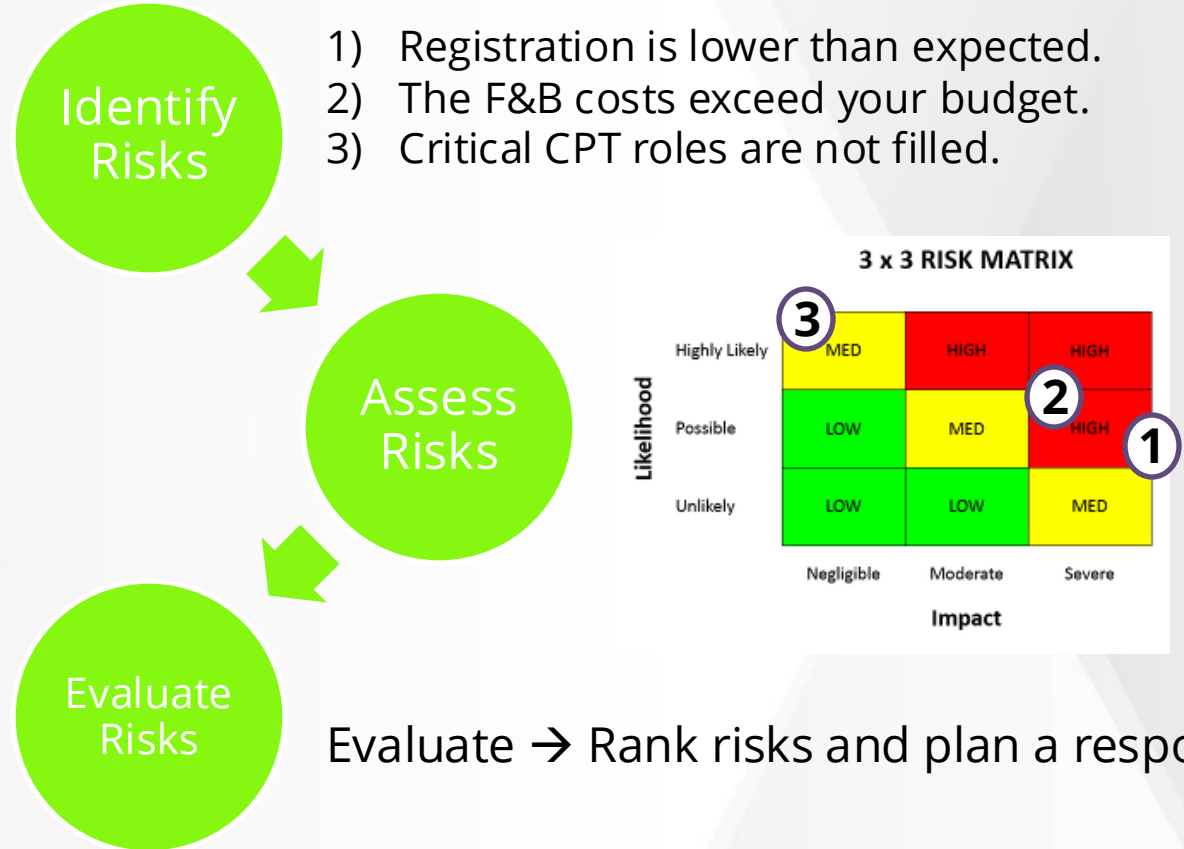 Identify
Risks
1) Registration is lower than expected.
2) The F&B costs exceed your budget.
3) Critical CPT roles are not filled.
Assess
Risks
3 x 3 RISK MATRIX
Likelihood
3
Highly Likely MED HIGH HIGH
2
Possible LOW MED HIGH
1
Unlikely LOW LOW MED
Negligible Moderate Severe
Impact
Evaluate
Risks
Evaluate → Rank risks and plan a respo